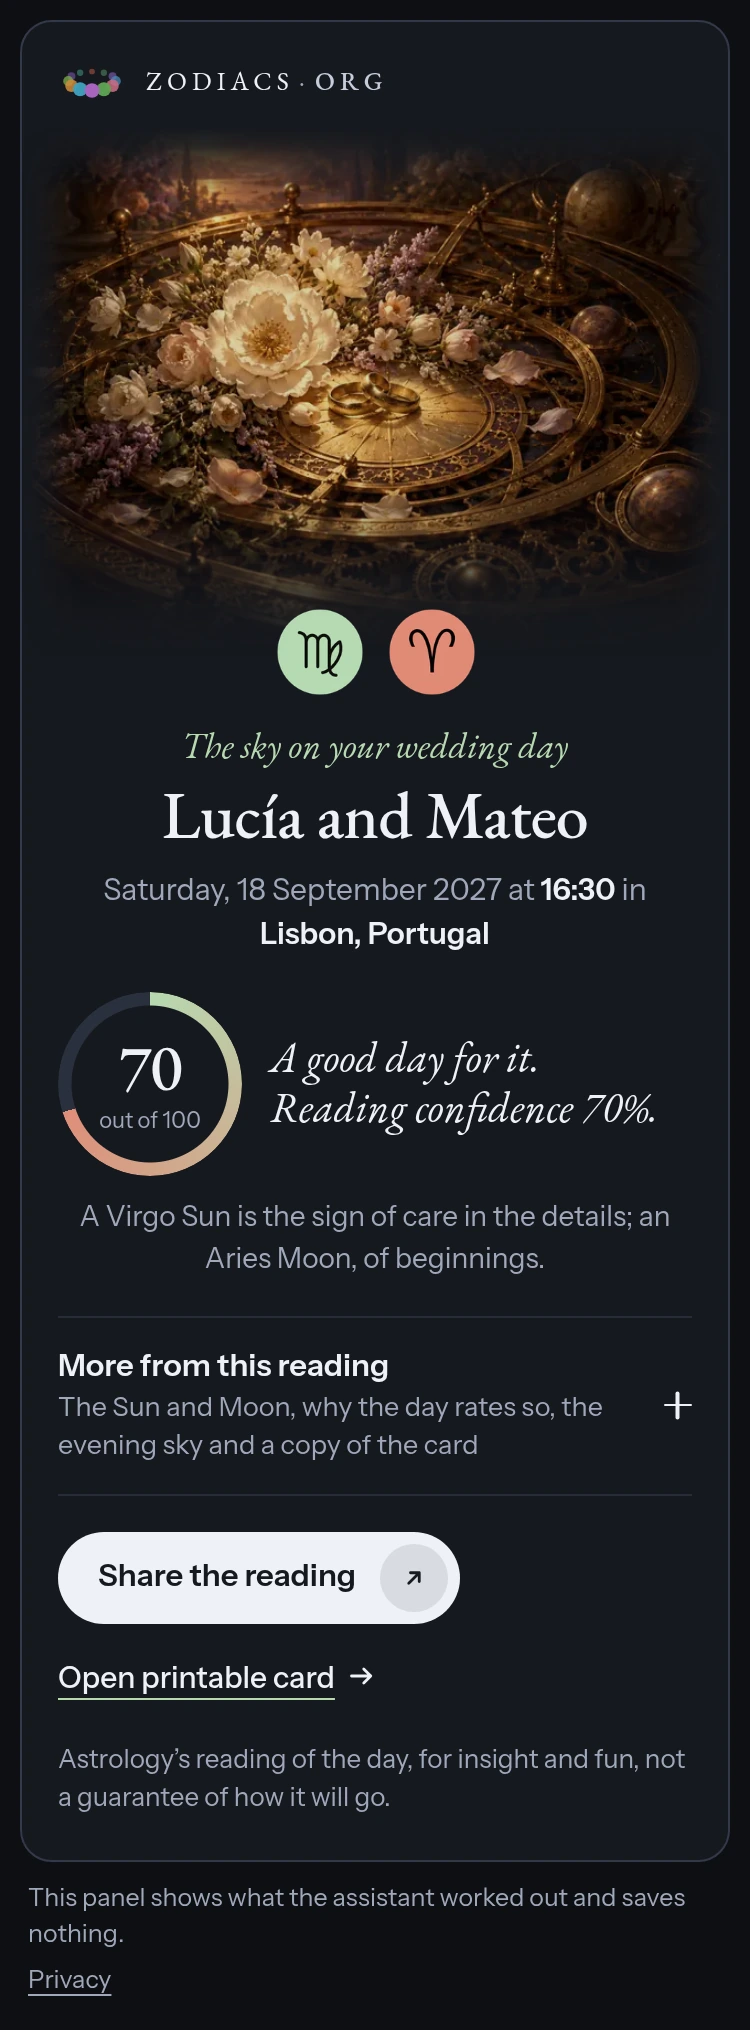 ZODIACS · ORG
The sky on your wedding day
Lucía and Mateo
Saturday, 18 September 2027 at 16:30 in
Lisbon, Portugal
70
out of 100
A good day for it.
Reading confidence 70%.
A Virgo Sun is the sign of care in the details; an
Aries Moon, of beginnings.
More from this reading
The Sun and Moon, why the day rates so, the
evening sky and a copy of the card
Share the reading
Open printable card
Astrology’s reading of the day, for insight and fun, not
a guarantee of how it will go.
This panel shows what the assistant worked out and saves
nothing.
Privacy